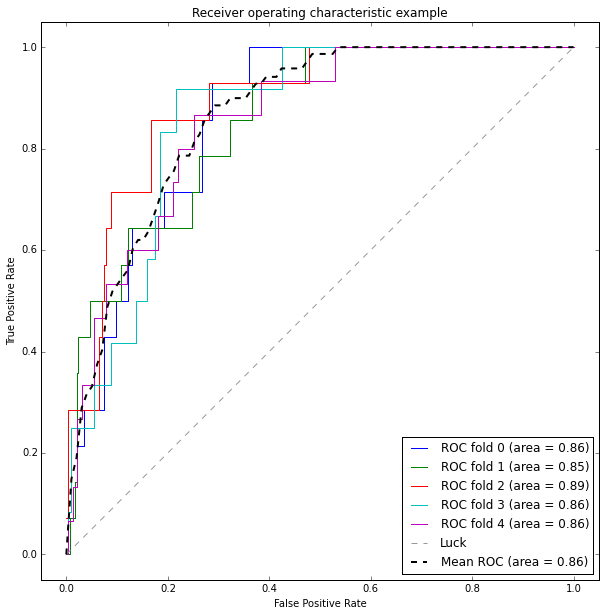 Receiver operating characteristic example
True Positive Rate
1.0
0.8
0.6
0.4
0.2
0.0
ROC fold 0 (area = 0.86)
ROC fold 1 (area = 0.85)
ROC fold 2 (area = 0.89)
ROC fold 3 (area = 0.86)
ROC fold 4 (area = 0.86)
Luck
Mean ROC (area = 0.86)
0.0 0.2 0.4 0.6 0.8 1.0
False Positive Rate